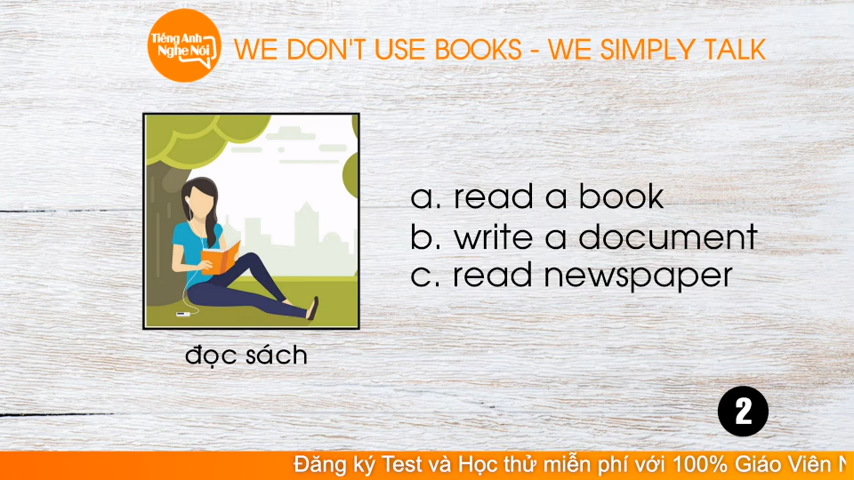 Tiếng Anh
Nghe Nói
WE DON'T USE BOOKS - WE SIMPLY TALK
a. read a book
b. write a document
c. read newspaper
đọc sách
2
Đăng ký Test và Học thử miễn phí với 100% Giáo Viên